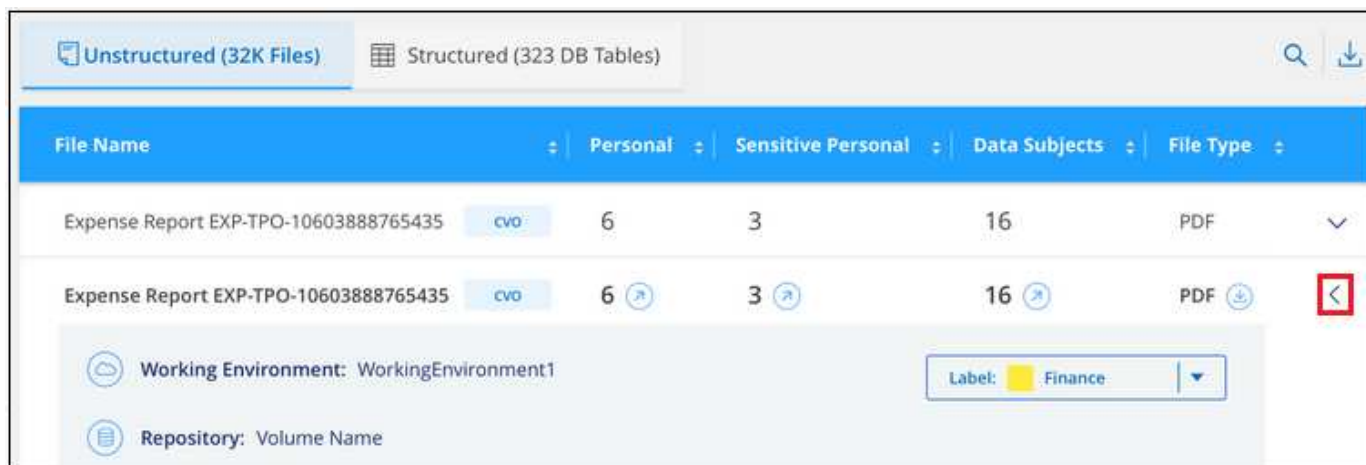 Unstructured (32K Files) Structured (323 DB Tables)
File Name Personal Sensitive Personal Data Subjects File Type
Expense Report EXP-TPO-10603888765435 CVO 6 3 16 PDF
Expense Report EXP-TPO-10603888765435 CVO 6 3 16 PDF
Working Environment: WorkingEnvironment1 Label: Finance
Repository: Volume Name